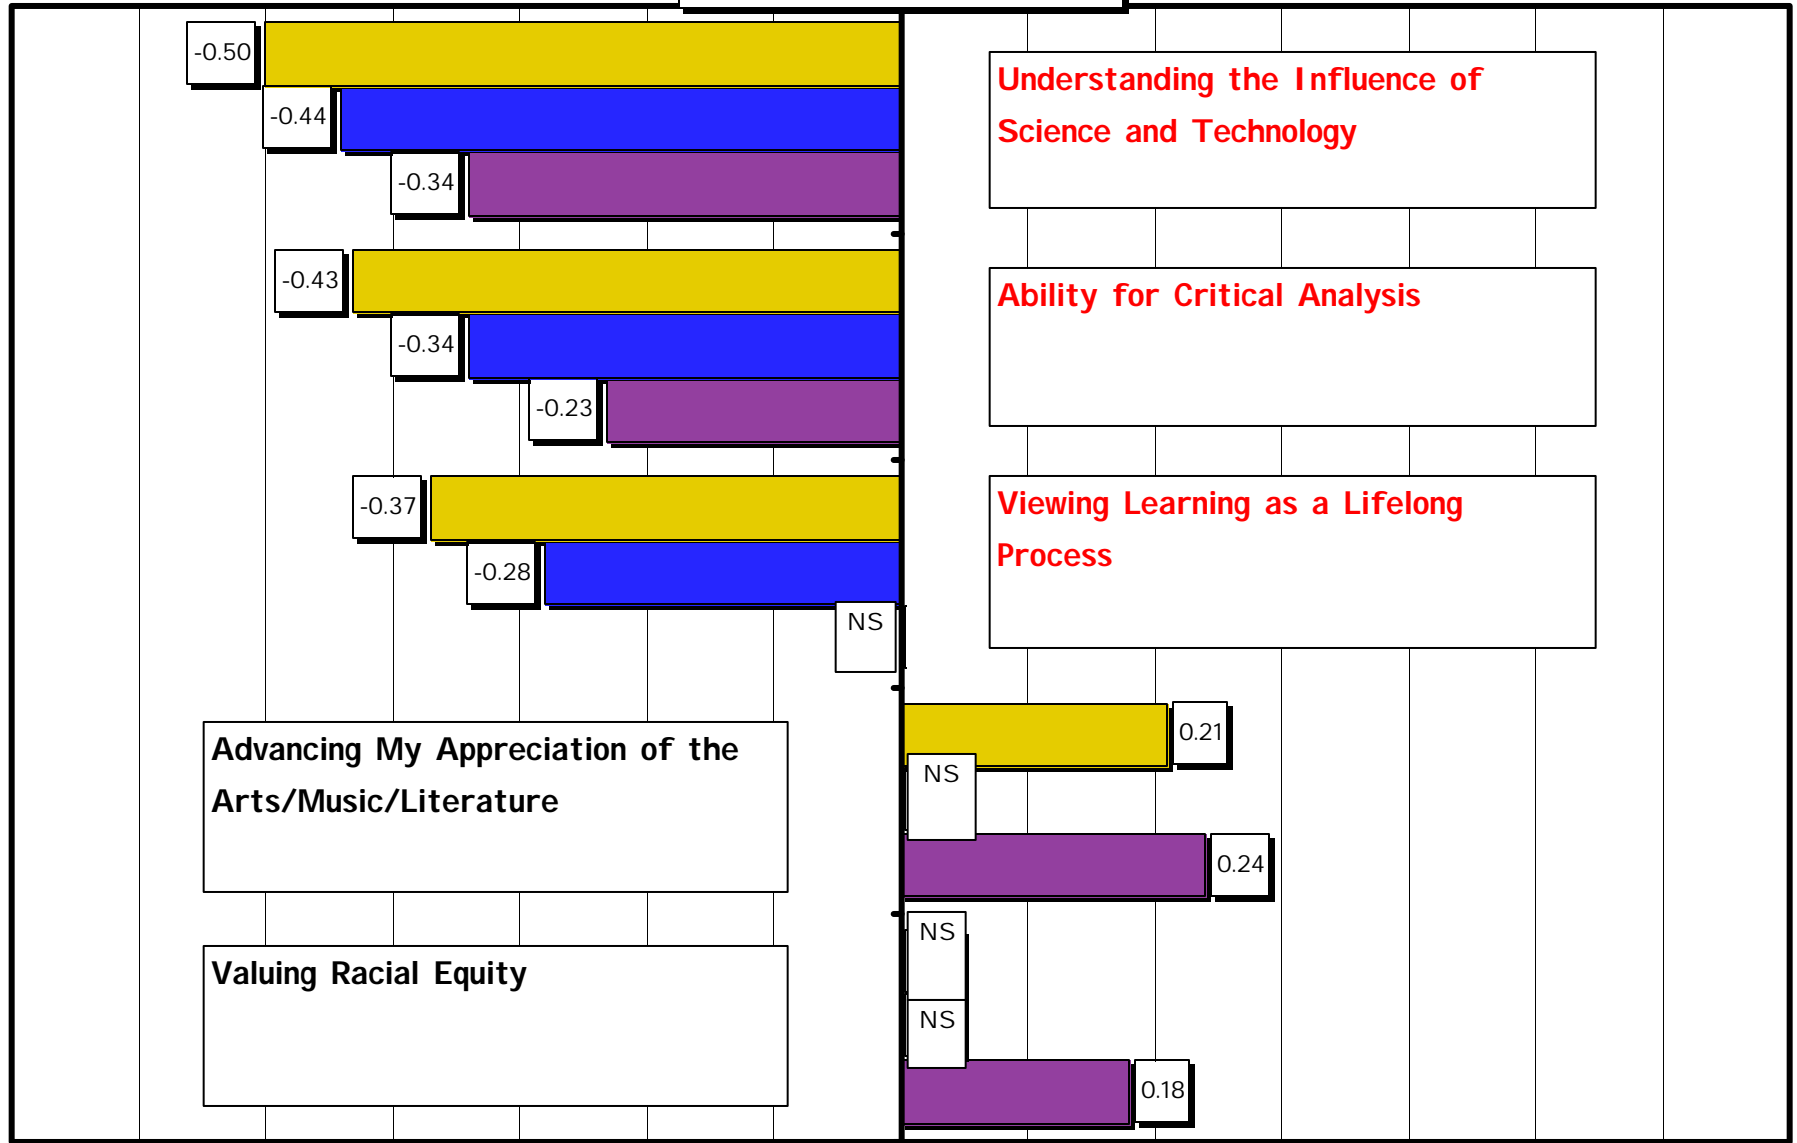 -0.50
Understanding the Influence of
Science and Technology
-0.44
-0.34
-0.43
Ability for Critical Analysis
-0.34
-0.23
-0.37
Viewing Learning as a Lifelong
Process
-0.28
NS
0.21
Advancing My Appreciation of the
Arts/Music/Literature
NS
0.24
NS
Valuing Racial Equity
NS
0.18